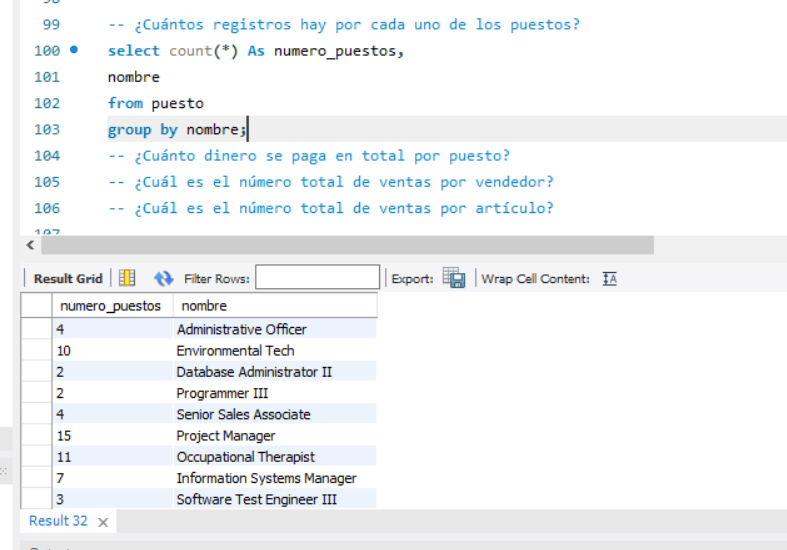 99 -- ¿Cuántos registros hay por cada uno de los puestos?
100 select count(*) As numero_puestos,
101 nombre
102 from puesto
103 group by nombre;
104 -- ¿Cuánto dinero se paga en total por puesto?
105 -- ¿Cuál es el número total de ventas por vendedor?
106 -- ¿Cuál es el número total de ventas por artículo?
Result Grid Filter Rows: Export: Wrap Cell Content:
numero_puestos nombre
4 Administrative Officer
10 Environmental Tech
2 Database Administrator II
2 Programmer III
4 Senior Sales Associate
15 Project Manager
11 Occupational Therapist
7 Information Systems Manager
3 Software Test Engineer III
Result 32